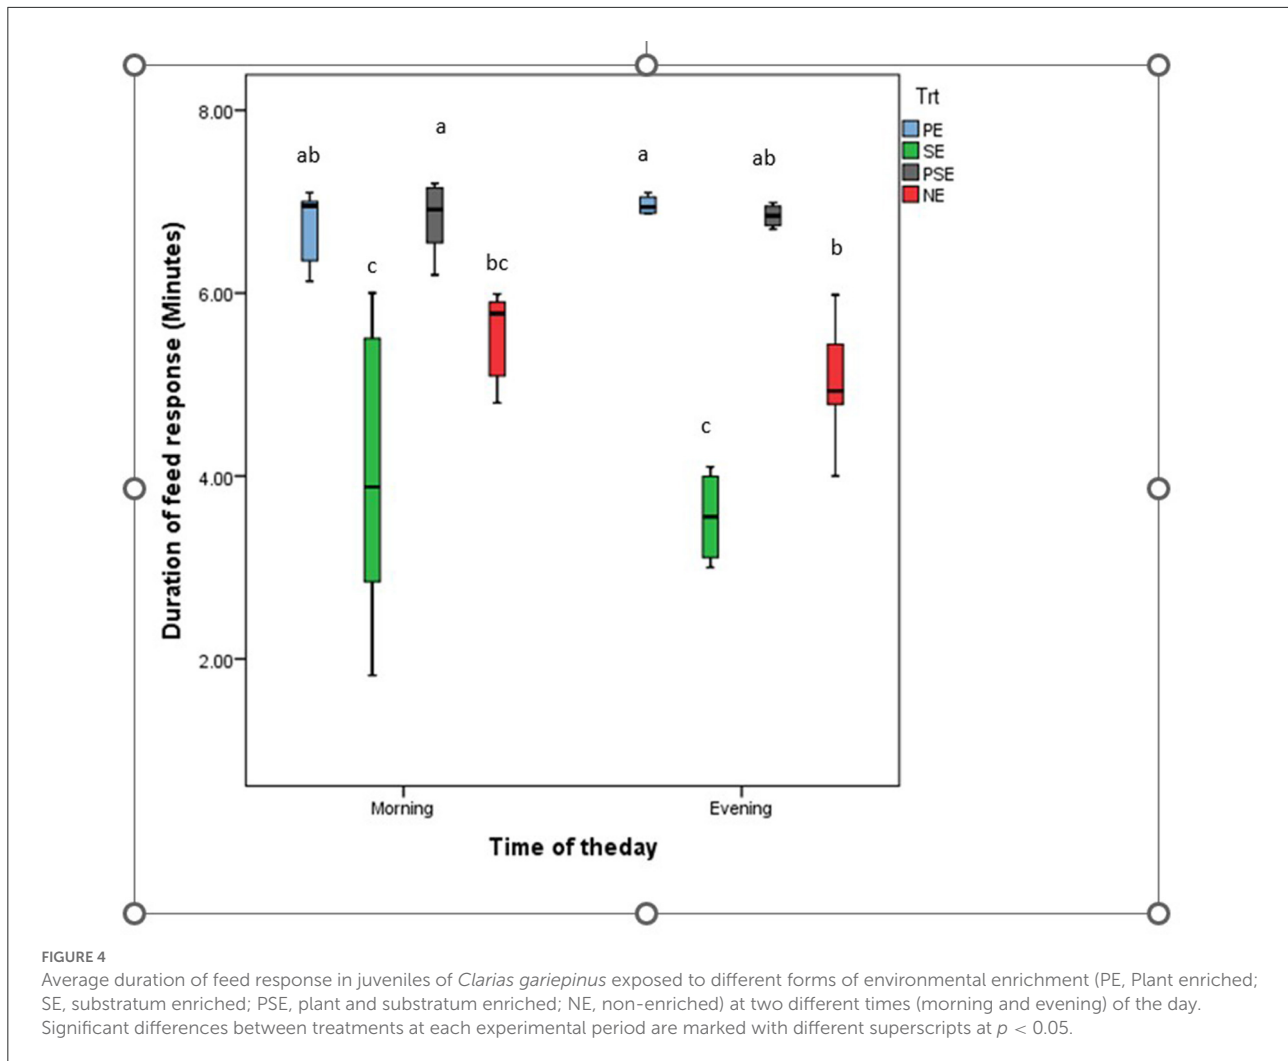 Trt
8.00
a
ab
a
ab
PE
SE
PSE
NE
c
bc
b
6.00
c
4.00
2.00
Duration of feed response (Minutes)
Morning
Evening
Time of theday
FIGURE 4
Average duration of feed response in juveniles of Clarias gariepinus exposed to different forms of environmental enrichment (PE, Plant enriched;
SE, substratum enriched; PSE, plant and substratum enriched; NE, non-enriched) at two different times (morning and evening) of the day.
Significant differences between treatments at each experimental period are marked with different superscripts at p < 0.05.